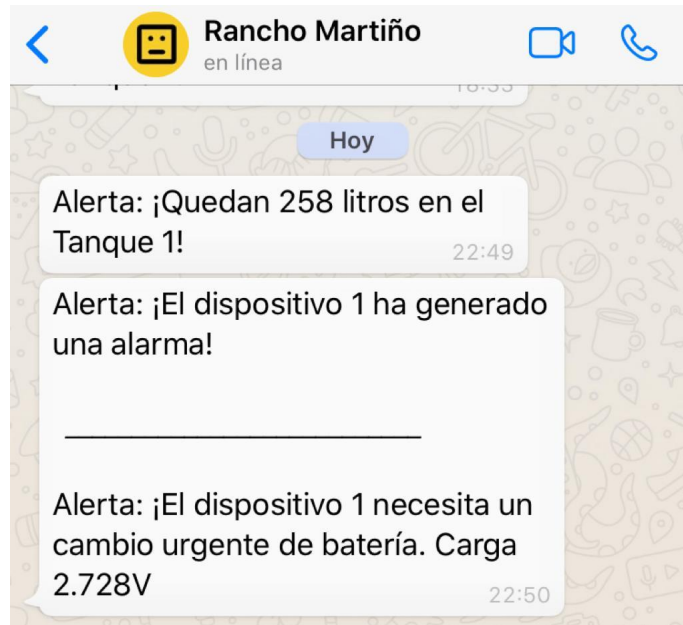 Rancho Martiño
en línea
18:33
Hoy
Alerta: ¡Quedan 258 litros en el
Tanque 1!
22:49
Alerta: ¡El dispositivo 1 ha generado
una alarma!
Alerta: ¡El dispositivo 1 necesita un
cambio urgente de batería. Carga
2.728V
22:50